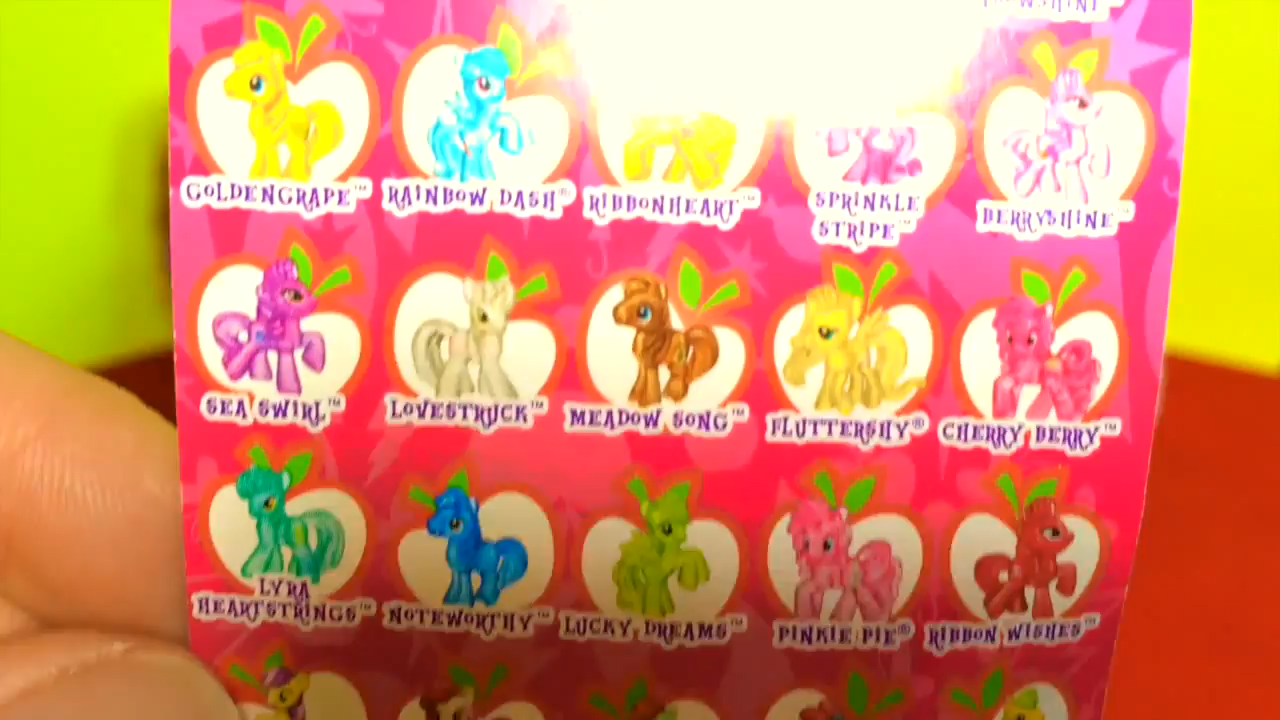 GOLDENGRAPE™ RAINBOW DASH® RIBBONHEART™ SPRINKLE STRIPE™ BERRYSHINE™
SEA SWIRL™ LOVESTRUCK™ MEADOW SONG™ FLUTTERSHY® CHERRY BERRY™
LYRA HEARTSTRINGS™ NOTEWORTHY™ LUCKY DREAMS™ PINKIE PIE® RIBBON WISHES™